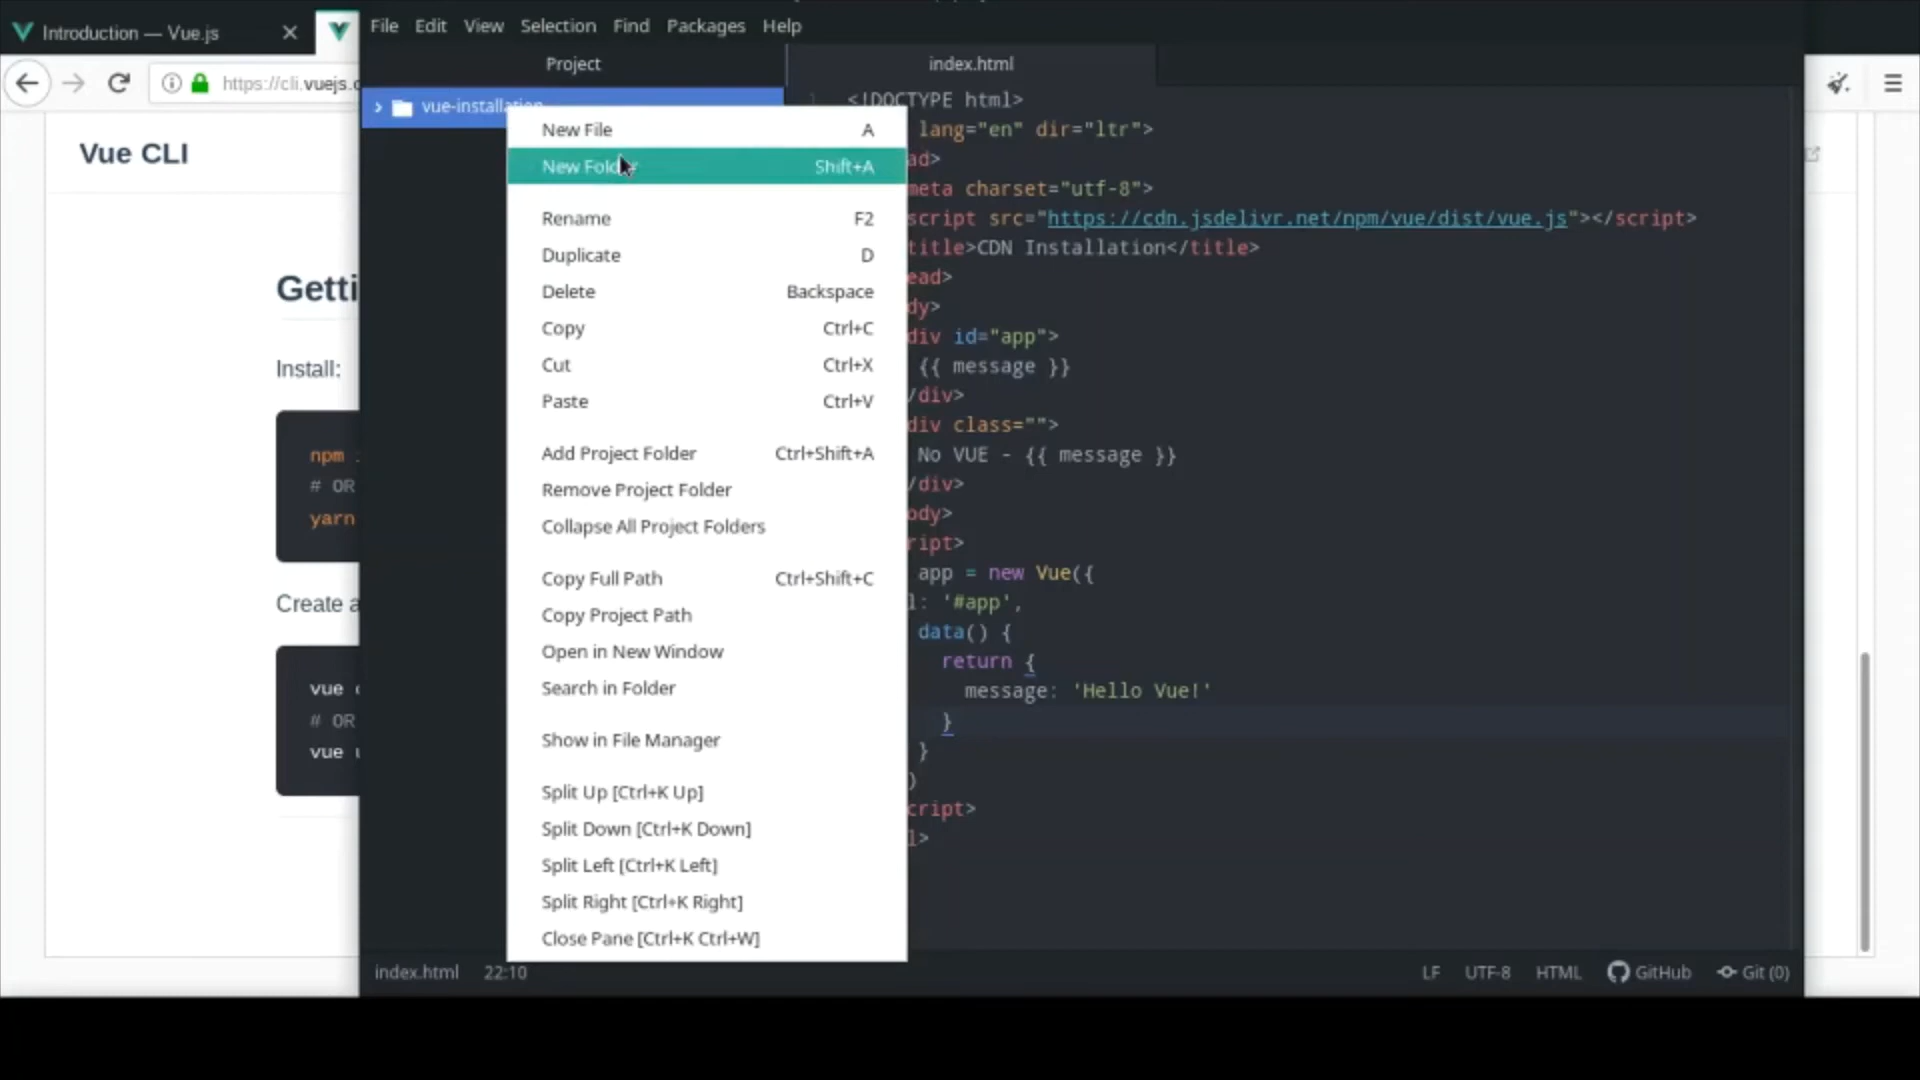 Introduction — Vue.js
https://cli.vuejs.
File Edit View Selection Find Packages Help
Project
index.html
vue-installation
Vue CLI
Getti
Install:
npm
# OR
yarn
Create a
vue
# OR
vue
New File A
New Folder Shift+A
Rename F2
Duplicate D
Delete Backspace
Copy Ctrl+C
Cut Ctrl+X
Paste Ctrl+V
Add Project Folder Ctrl+Shift+A
Remove Project Folder
Collapse All Project Folders
Copy Full Path Ctrl+Shift+C
Copy Project Path
Open in New Window
Search in Folder
Show in File Manager
Split Up [Ctrl+K Up]
Split Down [Ctrl+K Down]
Split Left [Ctrl+K Left]
Split Right [Ctrl+K Right]
Close Pane [Ctrl+K Ctrl+W]
1 <!DOCTYPE html>
lang="en" dir="ltr">
ad>
meta charset="utf-8">
script src="https://cdn.jsdelivr.net/npm/vue/dist/vue.js"></script>
title>CDN Installation</title>
ead>
dy>
div id="app">
{{ message }}
/div>
div class="">
No VUE - {{ message }}
/div>
ody>
ript>
app = new Vue({
l: '#app',
data() {
return {
message: 'Hello Vue!'
}
}
)
cript>
l>
index.html 22:10
LF UTF-8 HTML GitHub Git (0)